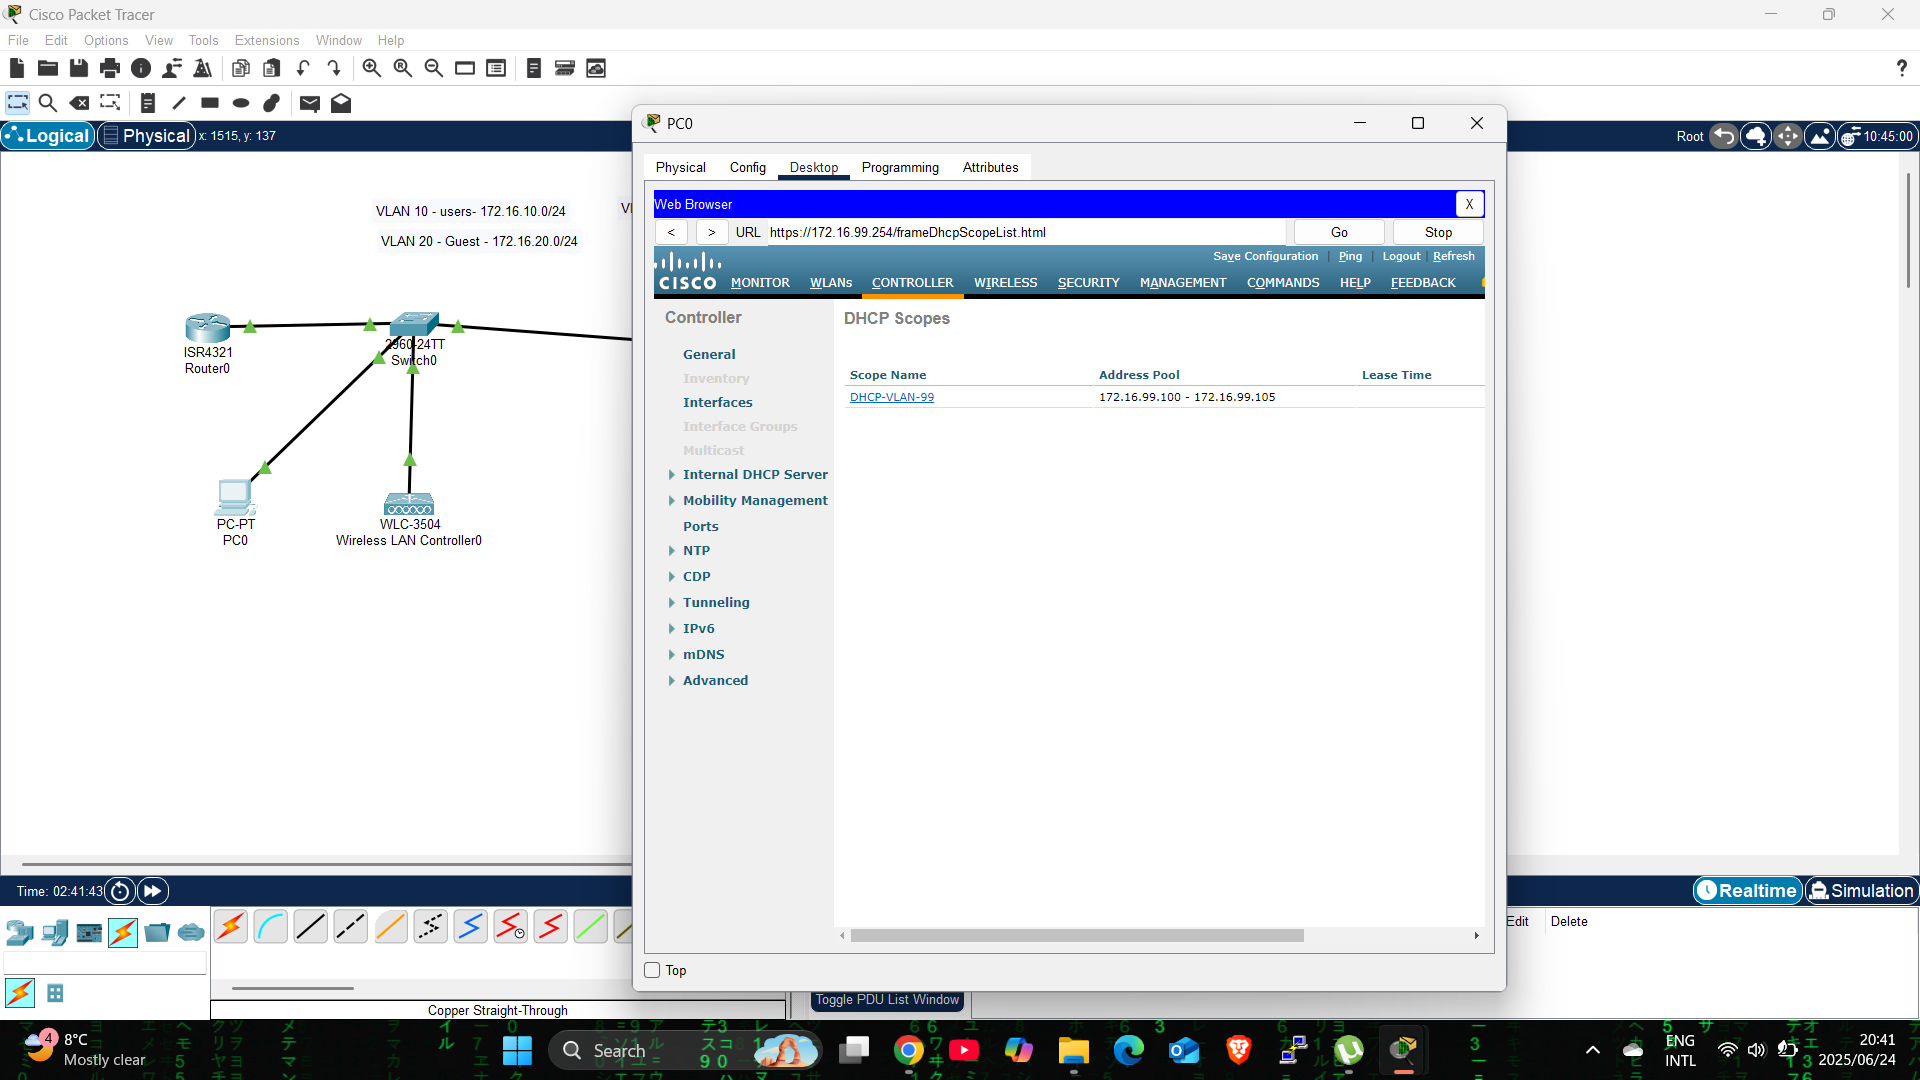 Cisco Packet Tracer
File Edit Options View Tools Extensions Window Help
?
Logical Physical x: 1515, y: 137
Root 10:45:00
VLAN 10 - users- 172.16.10.0/24
VLAN 20 - Guest - 172.16.20.0/24
ISR4321
Router0
2960-24TT
Switch0
PC-PT
PC0
WLC-3504
Wireless LAN Controller0
PC0
Physical Config Desktop Programming Attributes
Web Browser X
< > URL https://172.16.99.254/frameDhcpScopeList.html Go Stop
Save Configuration Ping Logout Refresh
CISCO MONITOR WLANs CONTROLLER WIRELESS SECURITY MANAGEMENT COMMANDS HELP FEEDBACK
Controller
General
Inventory
Interfaces
Interface Groups
Multicast
Internal DHCP Server
Mobility Management
Ports
NTP
CDP
Tunneling
IPv6
mDNS
Advanced
DHCP Scopes
Scope Name Address Pool Lease Time
DHCP-VLAN-99 172.16.99.100 - 172.16.99.105
Top
Time: 02:41:43
Realtime Simulation
Edit Delete
Copper Straight-Through
Toggle PDU List Window
4
8°C
Mostly clear
Search
ENG
INTL
20:41
2025/06/24